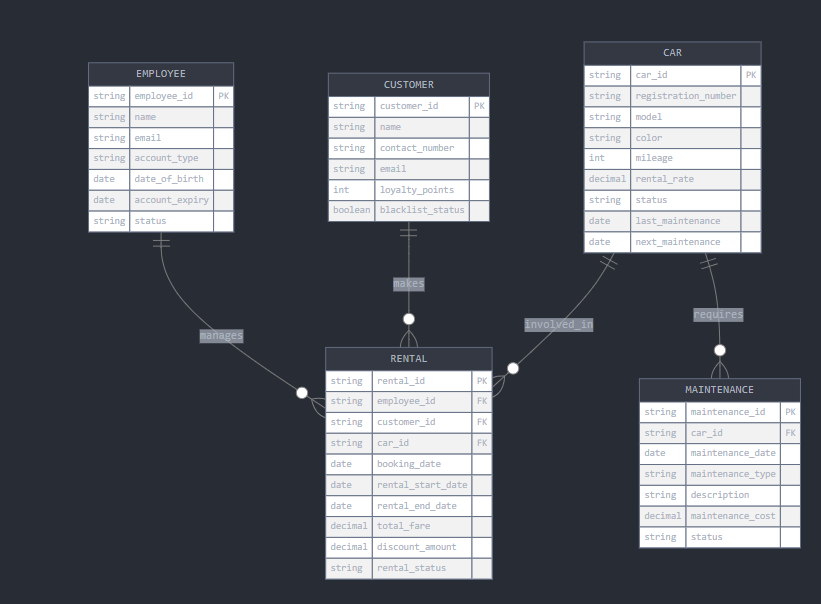 EMPLOYEE
string employee_id PK
string name
string email
string account_type
date date_of_birth
date account_expiry
string status
CUSTOMER
string customer_id PK
string name
string contact_number
string email
int loyalty_points
boolean blacklist_status
CAR
string car_id PK
string registration_number
string model
string color
int mileage
decimal rental_rate
string status
date last_maintenance
date next_maintenance
manages
makes
involved_in
requires
RENTAL
string rental_id PK
string employee_id FK
string customer_id FK
string car_id FK
date booking_date
date rental_start_date
date rental_end_date
decimal total_fare
decimal discount_amount
string rental_status
MAINTENANCE
string maintenance_id PK
string car_id FK
date maintenance_date
string maintenance_type
string description
decimal maintenance_cost
string status